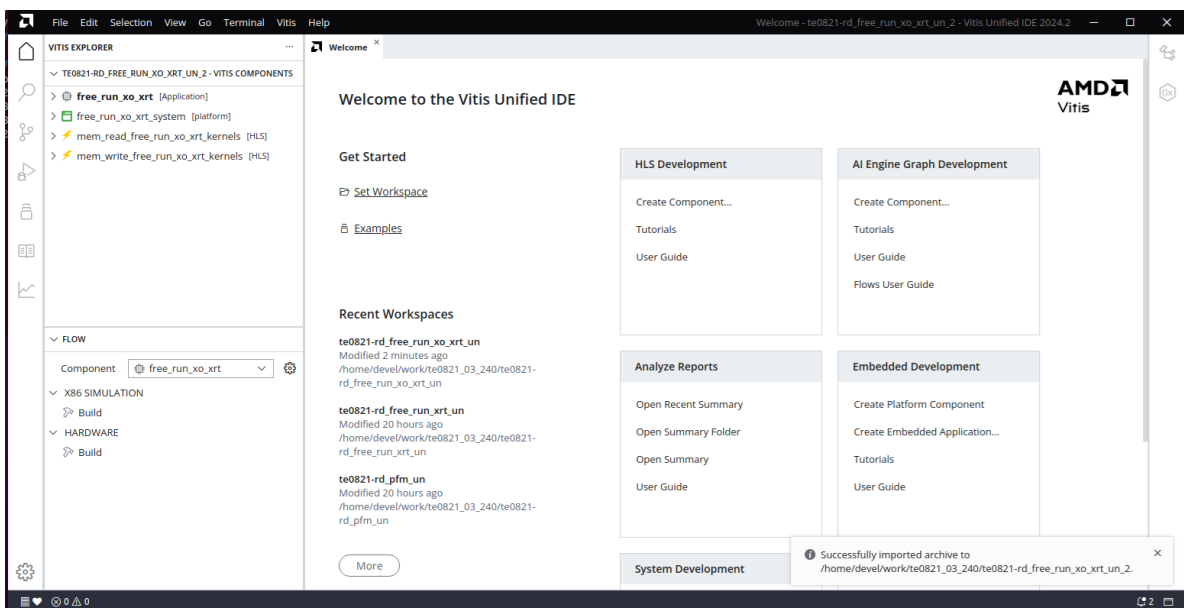 File Edit Selection View Go Terminal Vitis Help
Welcome - te0821-rd_free_run_xo_xrt_un_2 - Vitis Unified IDE 2024.2
VITIS EXPLORER
TE0821-RD_FREE_RUN_XO_XRT_UN_2 - VITIS COMPONENTS
free_run_xo_xrt [Application]
free_run_xo_xrt_system [platform]
mem_read_free_run_xo_xrt_kernels [HLS]
mem_write_free_run_xo_xrt_kernels [HLS]
FLOW
Component free_run_xo_xrt
X86 SIMULATION
Build
HARDWARE
Build
Welcome
Welcome to the Vitis Unified IDE
AMD
Vitis
Get Started
Set Workspace
Examples
Recent Workspaces
te0821-rd_free_run_xo_xrt_un
Modified 2 minutes ago
/home/devel/work/te0821_03_240/te0821-
rd_free_run_xo_xrt_un
te0821-rd_free_run_xrt_un
Modified 20 hours ago
/home/devel/work/te0821_03_240/te0821-
rd_free_run_xrt_un
te0821-rd_pfm_un
Modified 20 hours ago
/home/devel/work/te0821_03_240/te0821-
rd_pfm_un
More
HLS Development
Create Component...
Tutorials
User Guide
AI Engine Graph Development
Create Component...
Tutorials
User Guide
Flows User Guide
Analyze Reports
Open Recent Summary
Open Summary Folder
Open Summary
User Guide
Embedded Development
Create Platform Component
Create Embedded Application...
Tutorials
User Guide
System Development
Successfully imported archive to
/home/devel/work/te0821_03_240/te0821-rd_free_run_xo_xrt_un_2.
0 0
2